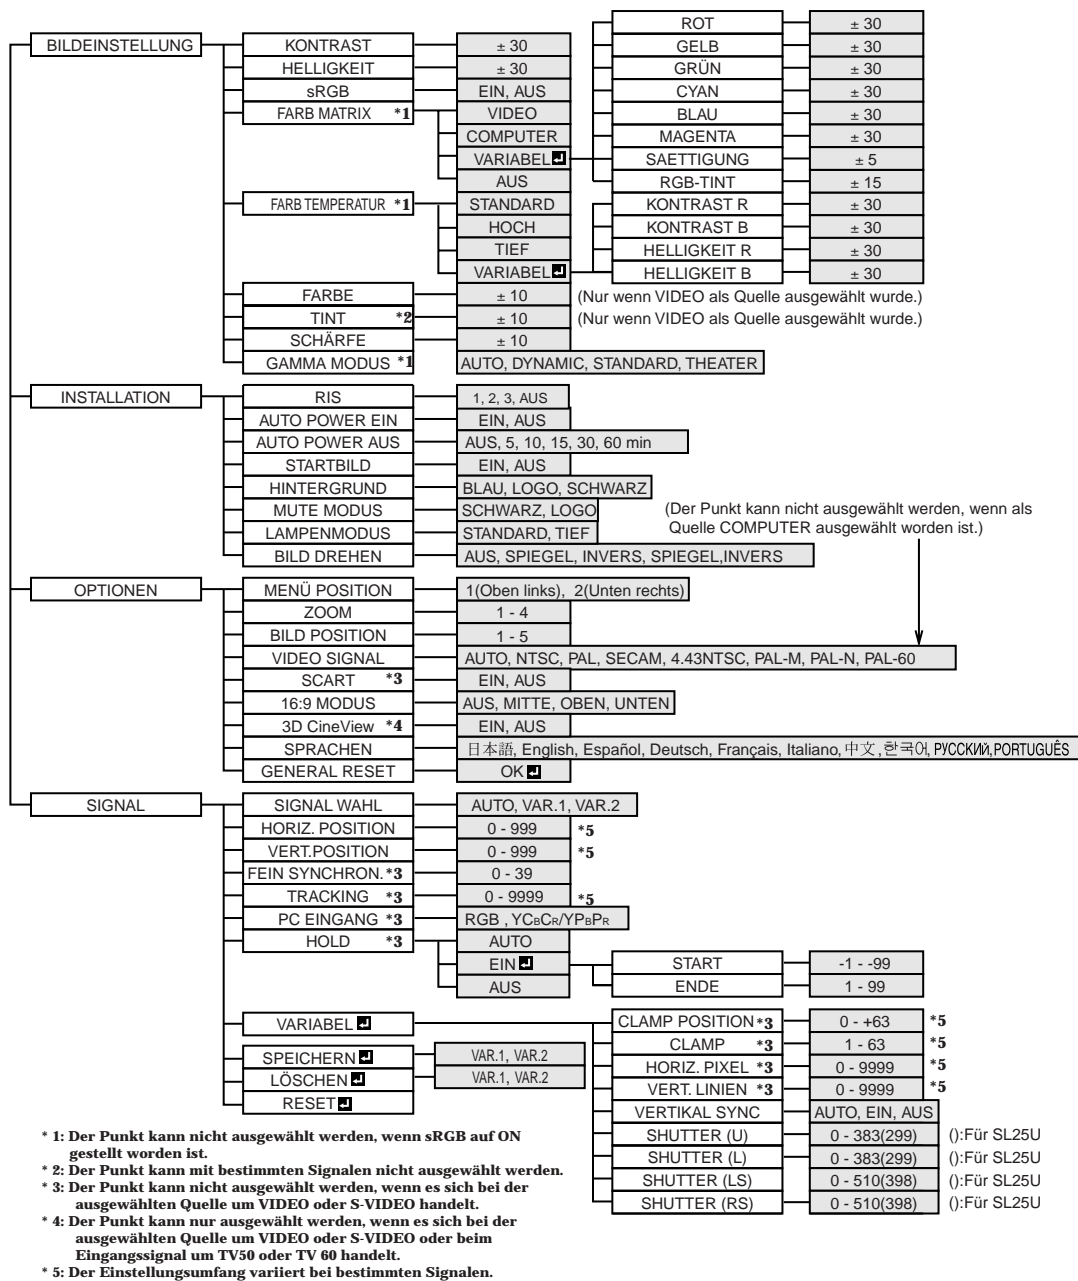 BILDEINSTELLUNG
KONTRAST ± 30
HELLIGKEIT ± 30
sRGB EIN, AUS
FARB MATRIX *1 VIDEO
COMPUTER
VARIABEL
AUS
ROT ± 30
GELB ± 30
GRÜN ± 30
CYAN ± 30
BLAU ± 30
MAGENTA ± 30
SAETTIGUNG ± 5
RGB-TINT ± 15
FARB TEMPERATUR *1 STANDARD
HOCH
TIEF
VARIABEL
KONTRAST R ± 30
KONTRAST B ± 30
HELLIGKEIT R ± 30
HELLIGKEIT B ± 30
FARBE ± 10 (Nur wenn VIDEO als Quelle ausgewählt wurde.)
TINT *2 ± 10 (Nur wenn VIDEO als Quelle ausgewählt wurde.)
SCHÄRFE ± 10
GAMMA MODUS *1 AUTO, DYNAMIC, STANDARD, THEATER
INSTALLATION
RIS 1, 2, 3, AUS
AUTO POWER EIN EIN, AUS
AUTO POWER AUS AUS, 5, 10, 15, 30, 60 min
STARTBILD EIN, AUS
HINTERGRUND BLAU, LOGO, SCHWARZ
MUTE MODUS SCHWARZ, LOGO
LAMPENMODUS STANDARD, TIEF
BILD DREHEN AUS, SPIEGEL, INVERS, SPIEGEL,INVERS
(Der Punkt kann nicht ausgewählt werden, wenn als
Quelle COMPUTER ausgewählt worden ist.)
OPTIONEN
MENÜ POSITION 1(Oben links), 2(Unten rechts)
ZOOM 1 - 4
BILD POSITION 1 - 5
VIDEO SIGNAL AUTO, NTSC, PAL, SECAM, 4.43NTSC, PAL-M, PAL-N, PAL-60
SCART *3 EIN, AUS
16:9 MODUS AUS, MITTE, OBEN, UNTEN
3D CineView *4 EIN, AUS
SPRACHEN 日本語, English, Español, Deutsch, Français, Italiano, 中文, 한국어, РУССКИЙ, PORTUGUÊS
GENERAL RESET OK
SIGNAL
SIGNAL WAHL AUTO, VAR.1, VAR.2
HORIZ. POSITION 0 - 999 *5
VERT.POSITION 0 - 999 *5
FEIN SYNCHRON. *3 0 - 39
TRACKING *3 0 - 9999 *5
PC EINGANG *3 RGB , YCBCR/YPBPR
HOLD *3 AUTO
EIN
AUS
START -1 - -99
ENDE 1 - 99
VARIABEL
CLAMP POSITION *3 0 - +63 *5
CLAMP *3 1 - 63 *5
HORIZ. PIXEL *3 0 - 9999 *5
VERT. LINIEN *3 0 - 9999 *5
VERTIKAL SYNC AUTO, EIN, AUS
SHUTTER (U) 0 - 383(299) ():Für SL25U
SHUTTER (L) 0 - 383(299) ():Für SL25U
SHUTTER (LS) 0 - 510(398) ():Für SL25U
SHUTTER (RS) 0 - 510(398) ():Für SL25U
SPEICHERN VAR.1, VAR.2
LÖSCHEN VAR.1, VAR.2
RESET
* 1: Der Punkt kann nicht ausgewählt werden, wenn sRGB auf ON
gestellt worden ist.
* 2: Der Punkt kann mit bestimmten Signalen nicht ausgewählt werden.
* 3: Der Punkt kann nicht ausgewählt werden, wenn es sich bei der
ausgewählten Quelle um VIDEO oder S-VIDEO handelt.
* 4: Der Punkt kann nur ausgewählt werden, wenn es sich bei der
ausgewählten Quelle um VIDEO oder S-VIDEO oder beim
Eingangssignal um TV50 oder TV 60 handelt.
* 5: Der Einstellungsumfang variiert bei bestimmten Signalen.